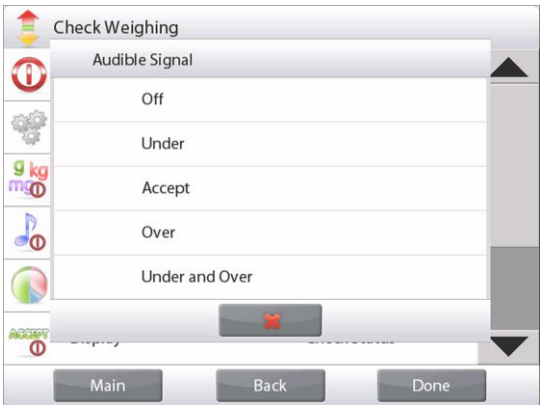 Check Weighing
Audible Signal
Off
Under
g kg
mg
Accept
Over
Under and Over
ACCEPT
Main
Back
Done